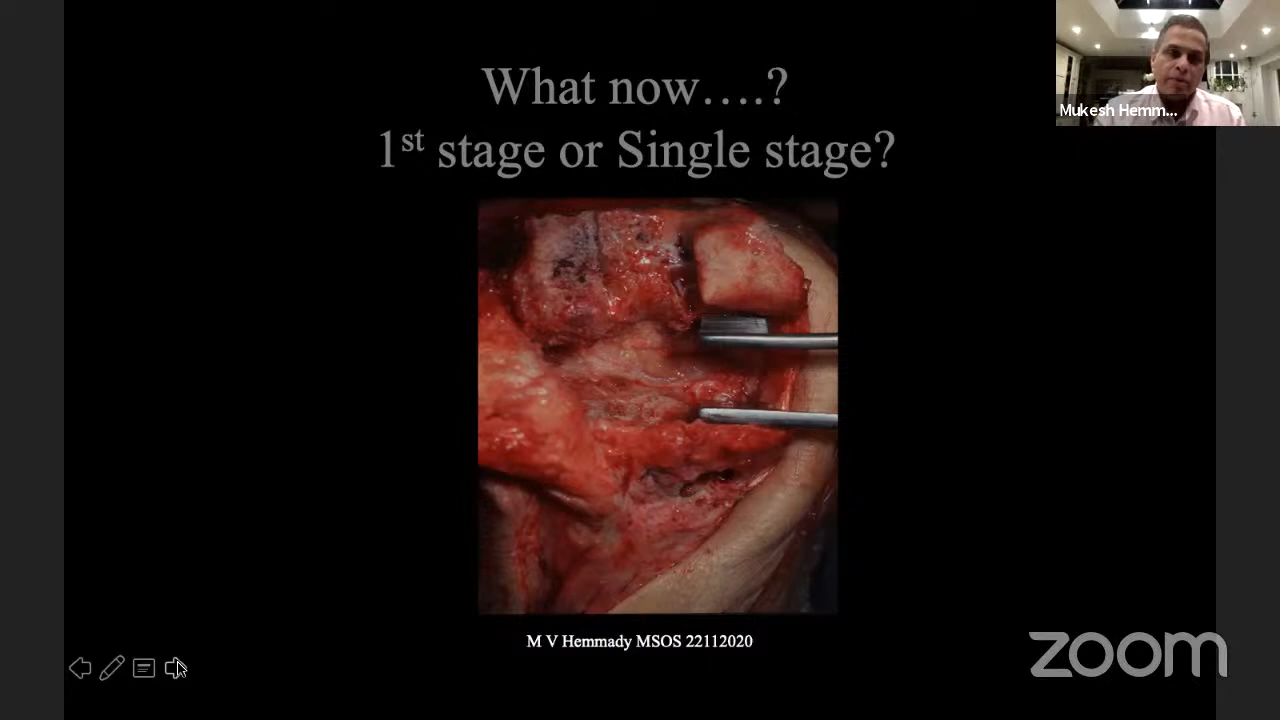 Mukesh Hemm...
What now....?
1st stage or Single stage?
M V Hemmady MSOS 22112020
zoom